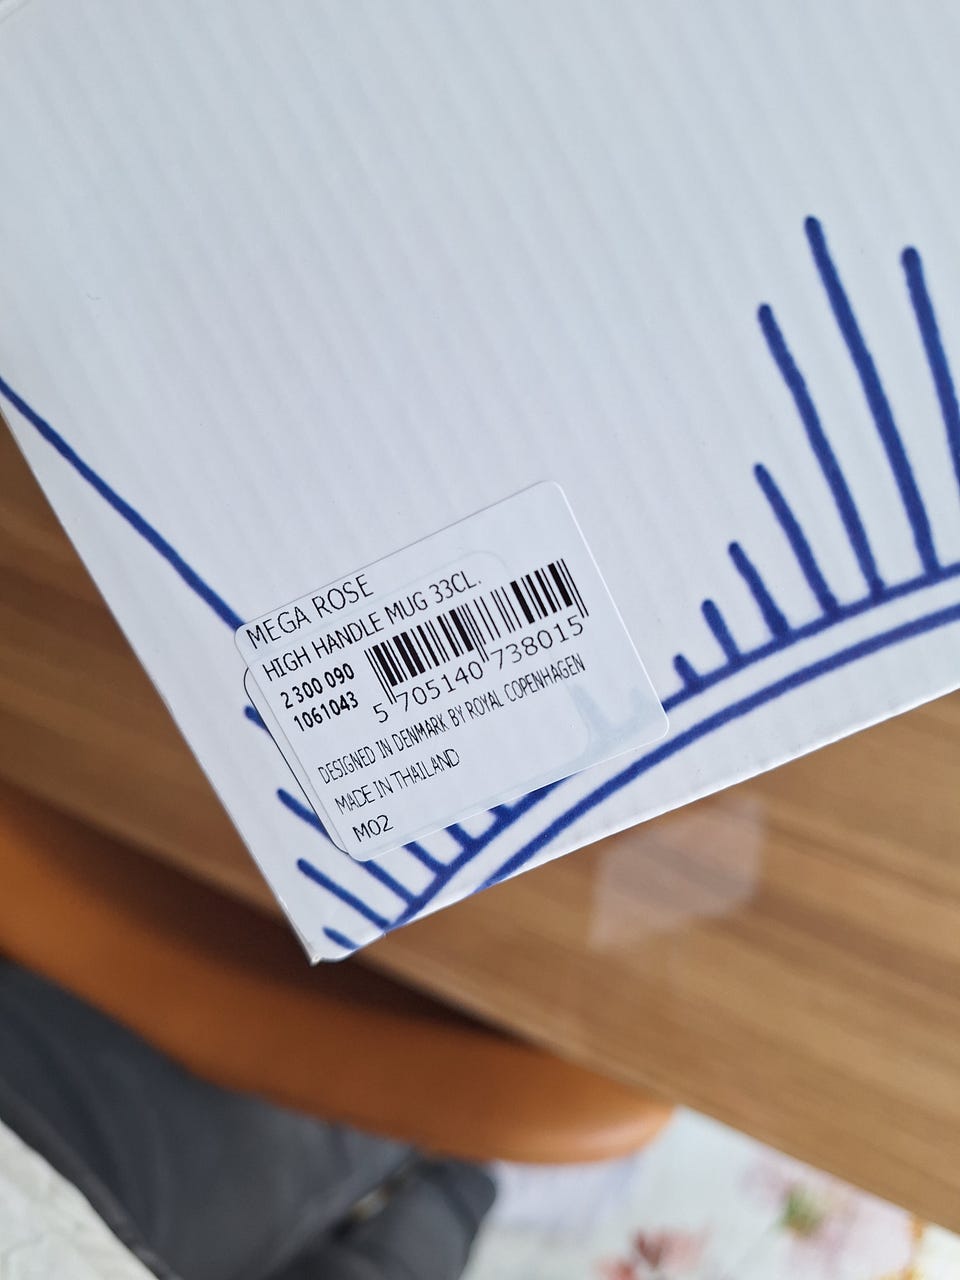 MEGA ROSE
HIGH HANDLE MUG 33CL.
2 300 090
1061043
5 705140 738015
DESIGNED IN DENMARK BY ROYAL COPENHAGEN
MADE IN THAILAND
M02